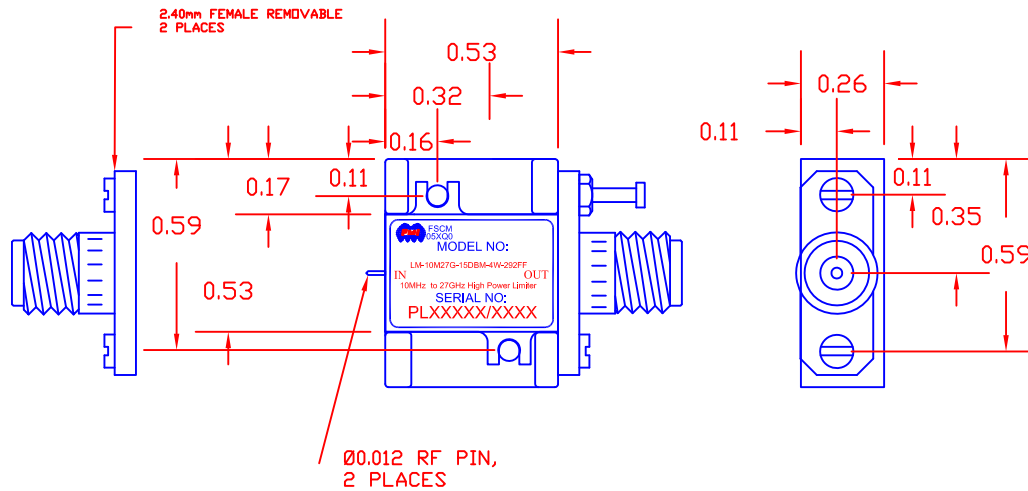 2.40mm FEMALE REMOVABLE
2 PLACES
0.53
0.32
0.16
0.11
0.17
0.59
0.53
FSCM
05XQ0
MODEL NO:
LM-10M27G-15DBM-4W-292FF
IN
OUT
10MHz to 27GHz High Power Limiter
SERIAL NO:
PLXXXXX/XXXX
Ø0.012 RF PIN,
2 PLACES
0.26
0.11
0.11
0.35
0.59